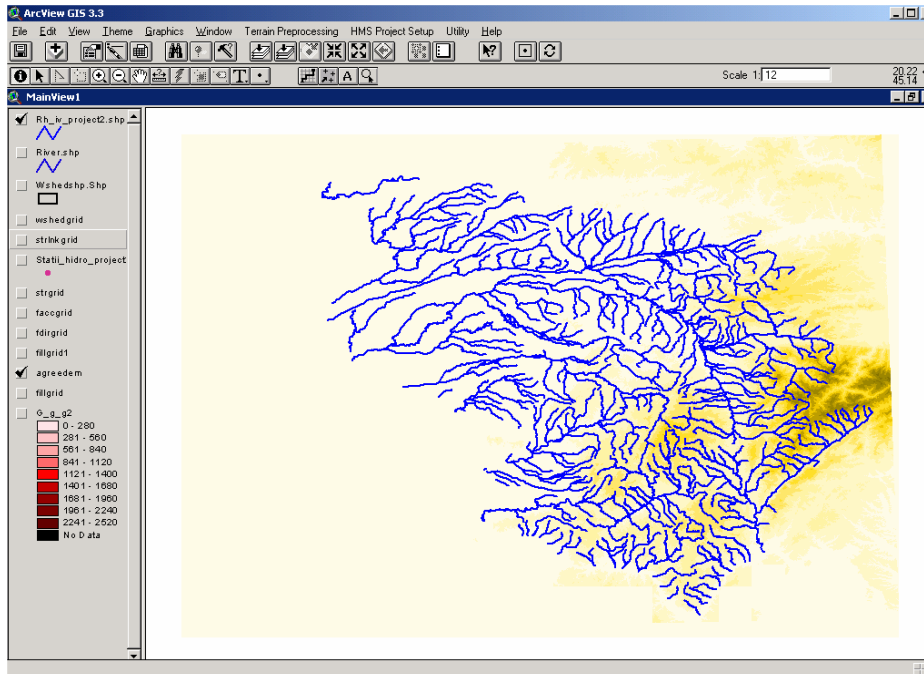 ArcView GIS 3.3
File Edit View Theme Graphics Window Terrain Preprocessing HMS Project Setup Utility Help
Scale 1: 12
20.22
45.14
MainView1
Rh_iv_project2.shp
River.shp
Wshedshp.Shp
wshedgrid
strlnkgrid
Statii_hidro_project
strgrid
faccgrid
fdirgrid
fillgrid1
agreedem
fillgrid
G_g_g2
0 - 280
281 - 560
561 - 840
841 - 1120
1121 - 1400
1401 - 1680
1681 - 1960
1961 - 2240
2241 - 2520
No Data